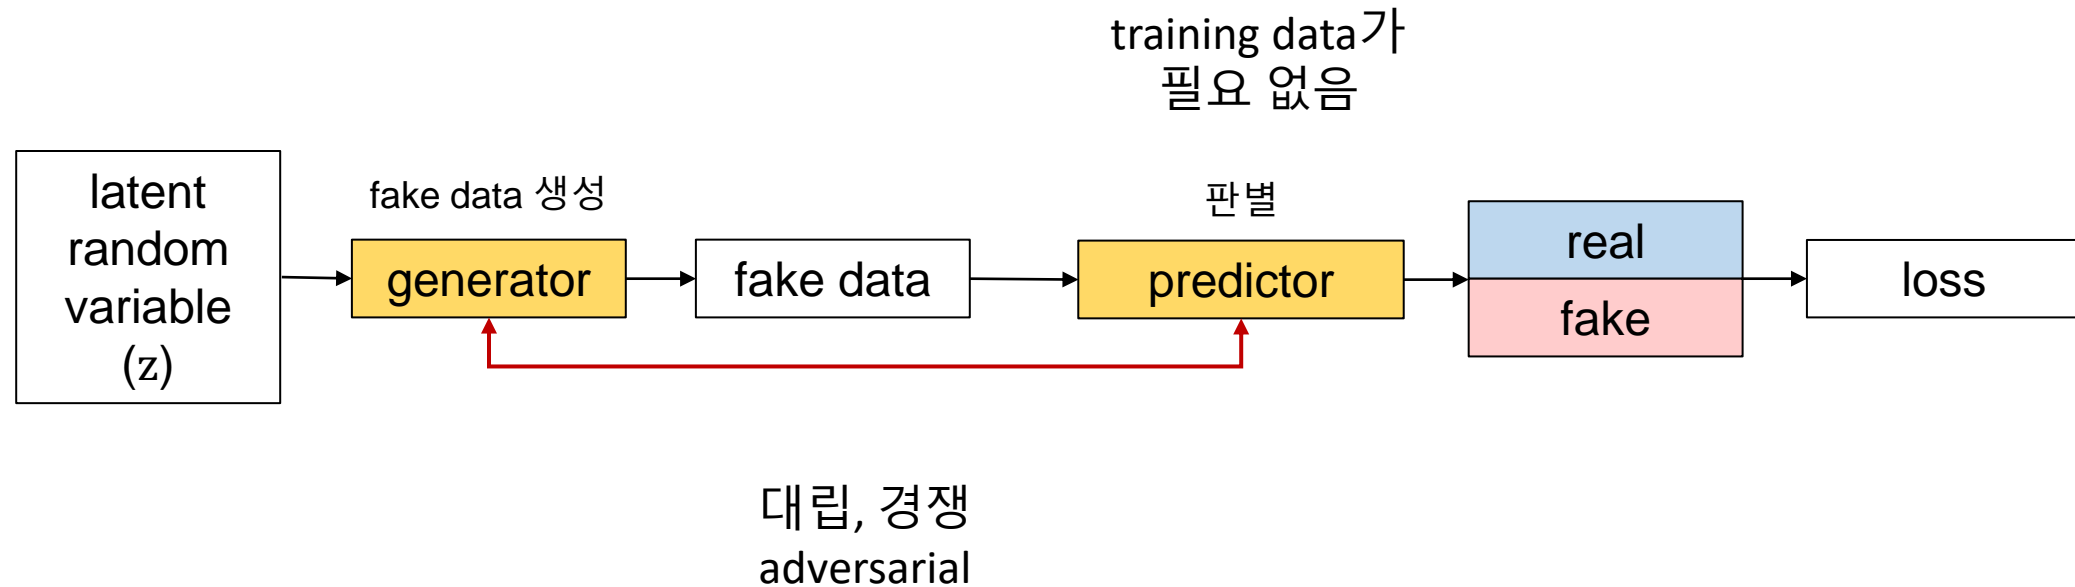 training data가
필요 없음
latent
random
variable
(z)
fake data 생성
generator
fake data
판별
predictor
real
fake
loss
대립, 경쟁
adversarial